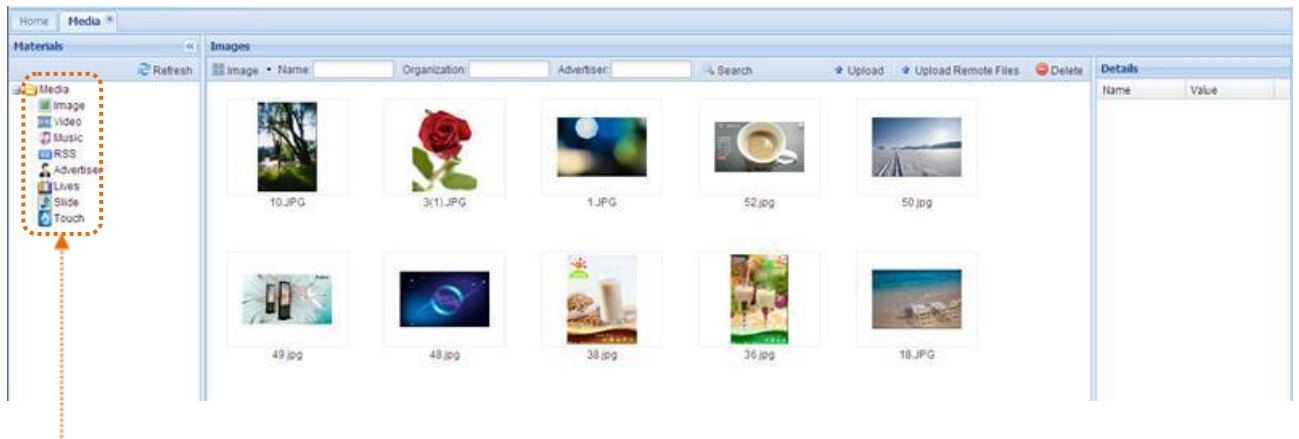 Home Media
Materials Images
Refresh Image Name: Organization: Advertiser: Search Upload Upload Remote Files Delete Details
Name Value
Media
Image
Video
Music
RSS
Advertiser
Lives
Slide
Touch
10.JPG 3(1).JPG 1.JPG 52.jpg 50.jpg
49.jpg 48.jpg 38.jpg 36.jpg 18.JPG